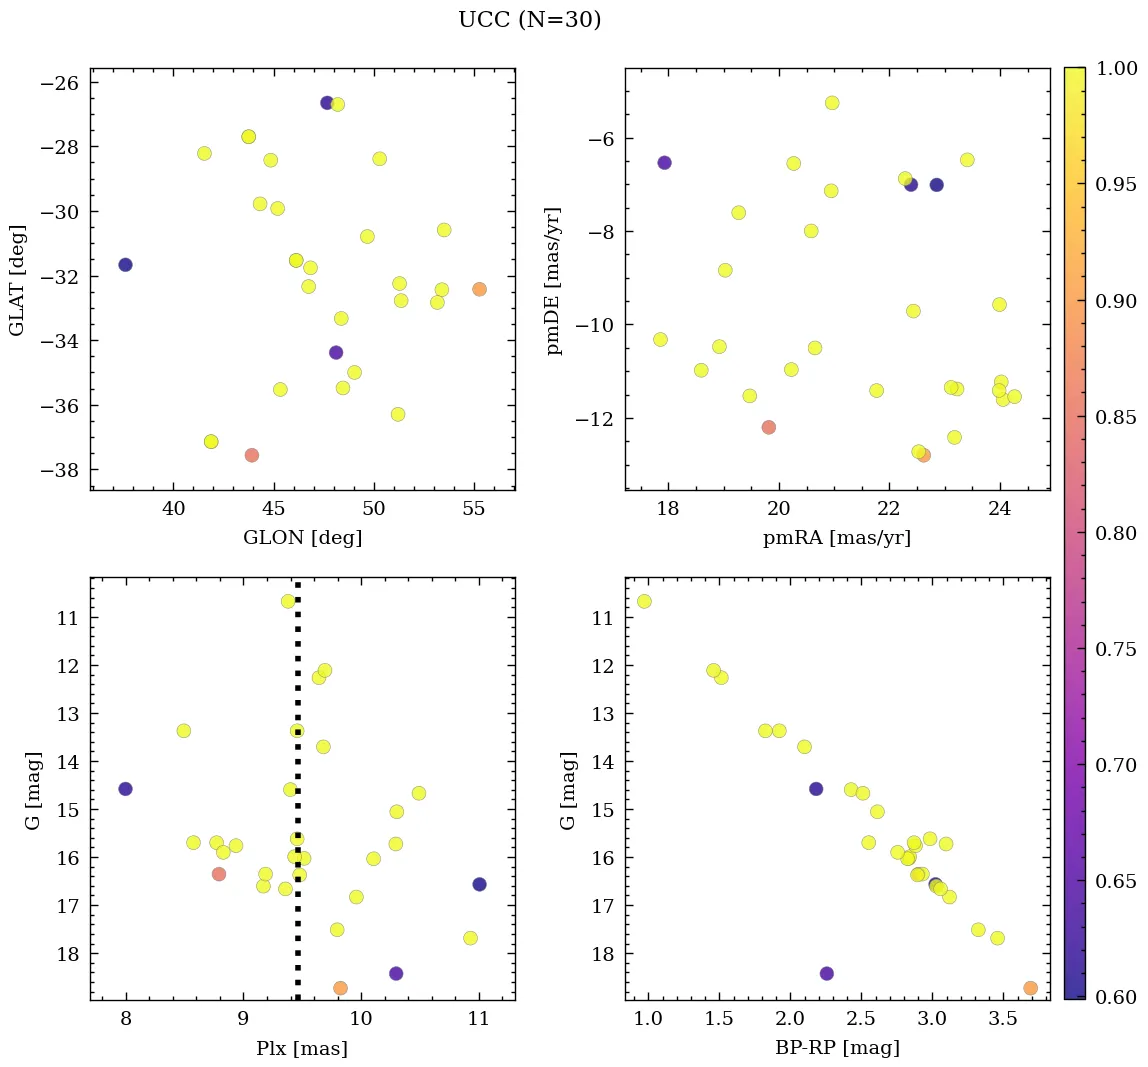 UCC (N=30)
−26
−28
−30
−32
−34
−36
−38
GLAT [deg]
40 45 50 55
GLON [deg]
−6
−8
−10
−12
pmDE [mas/yr]
18 20 22 24
pmRA [mas/yr]
11
12
13
14
15
16
17
18
G [mag]
8 9 10 11
Plx [mas]
11
12
13
14
15
16
17
18
G [mag]
1.0 1.5 2.0 2.5 3.0 3.5
BP-RP [mag]
1.00
0.95
0.90
0.85
0.80
0.75
0.70
0.65
0.60